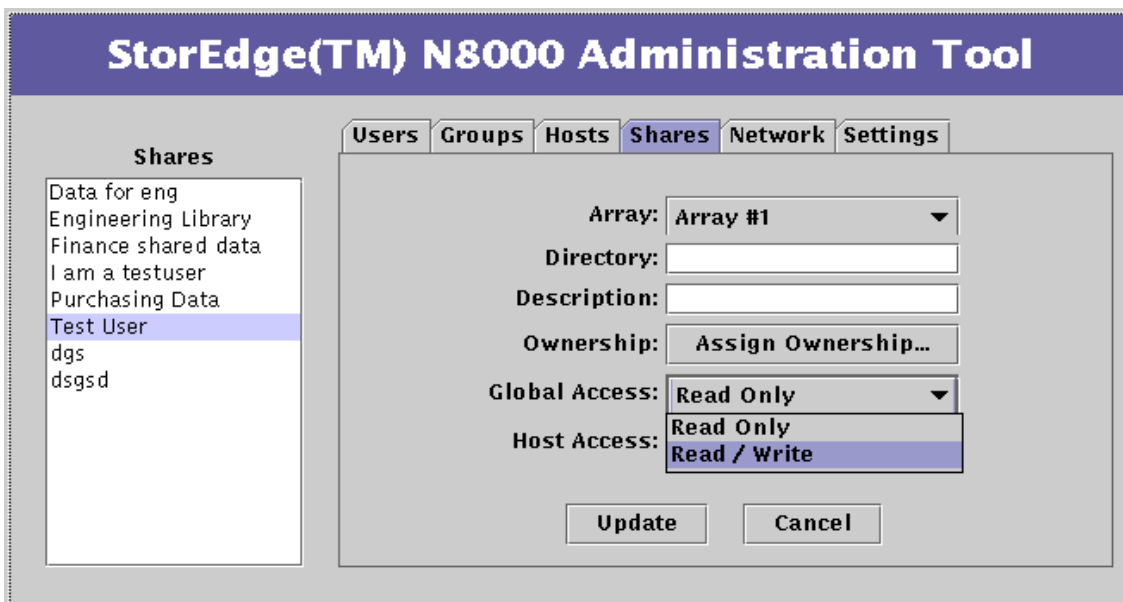 StorEdge(TM) N8000 Administration Tool
Users Groups Hosts Shares Network Settings
Shares
Data for eng
Engineering Library
Finance shared data
I am a testuser
Purchasing Data
Test User
dgs
dsgsd
Array: Array #1
Directory:
Description:
Ownership: Assign Ownership...
Global Access: Read Only
Read Only
Host Access:
Read / Write
Update Cancel